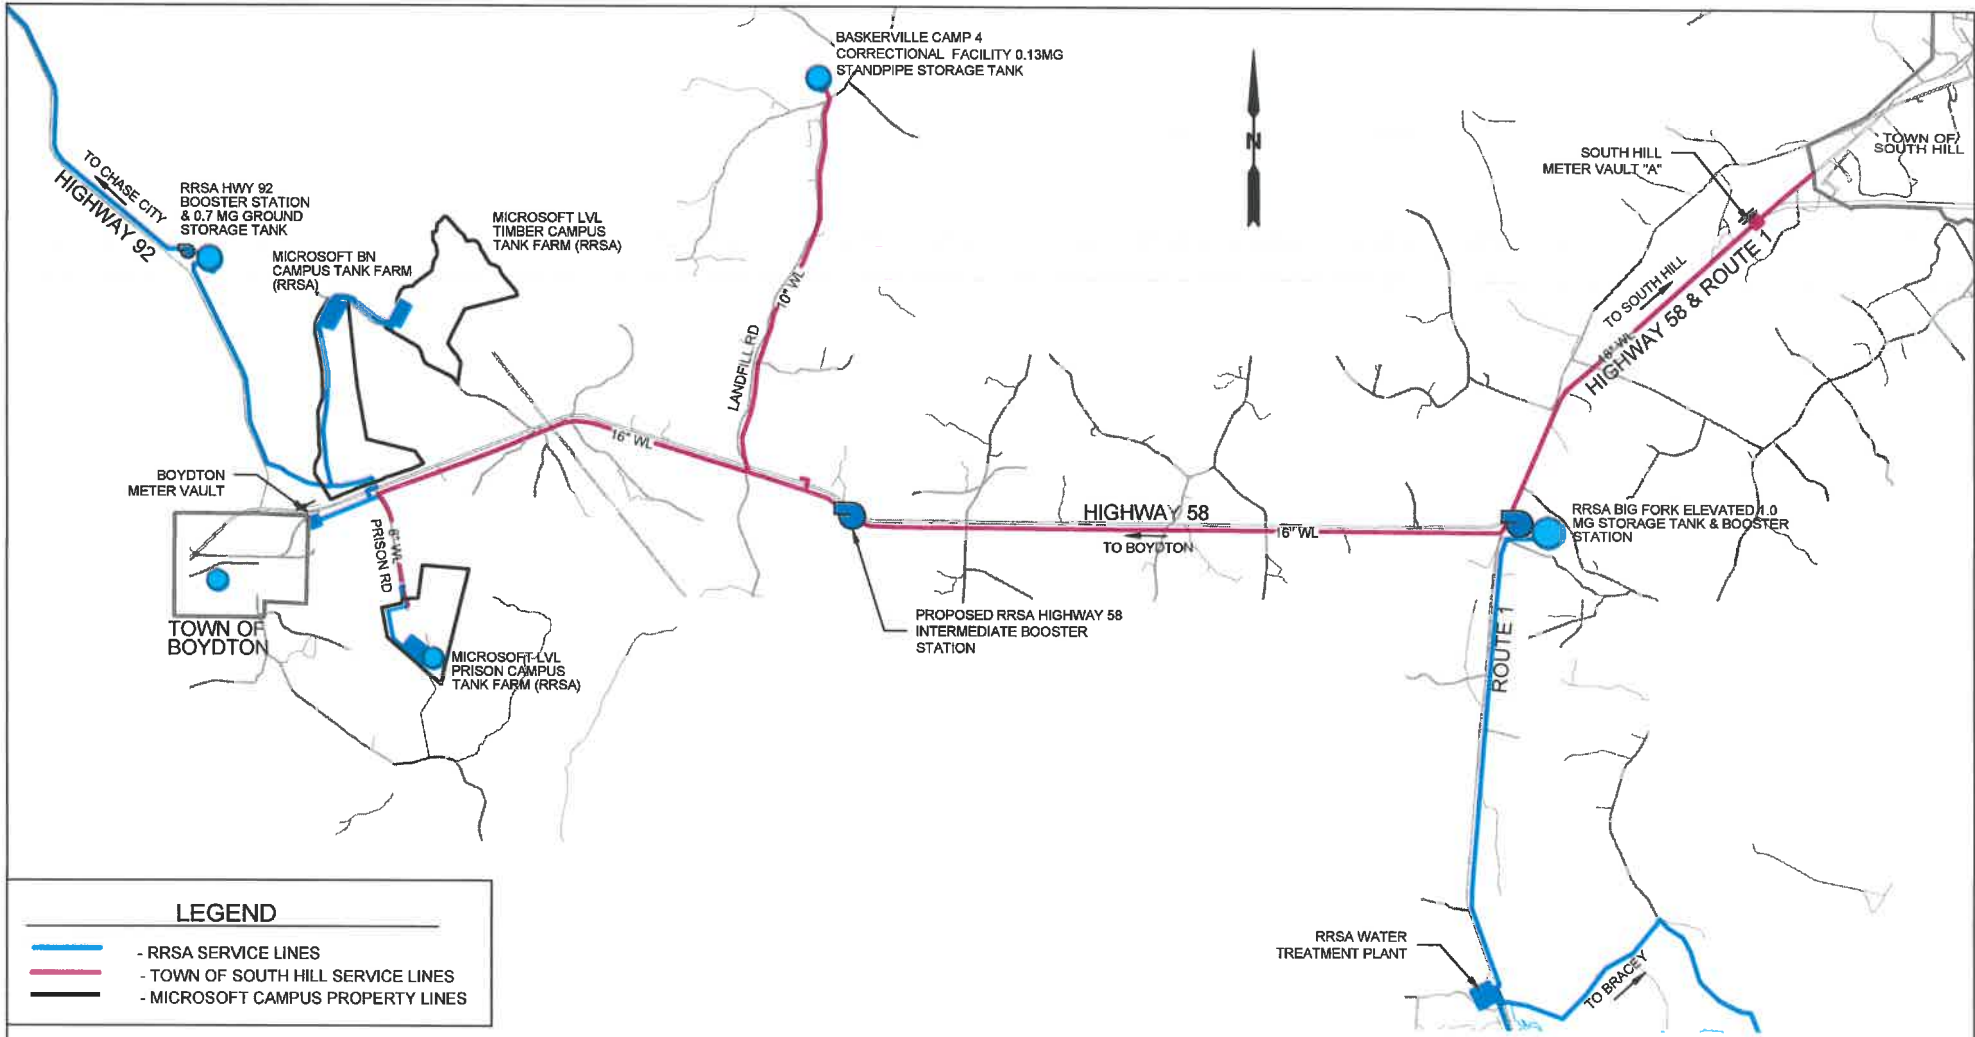 BASKERVILLE CAMP 4
CORRECTIONAL FACILITY 0.13MG
STANDPIPE STORAGE TANK
N
TOWN OF
SOUTH HILL
SOUTH HILL
METER VAULT "A"
TO CHASE CITY
HIGHWAY 92
RRSA HWY 92
BOOSTER STATION
& 0.7 MG GROUND
STORAGE TANK
MICROSOFT BN
CAMPUS TANK FARM
(RRSA)
MICROSOFT LVL
TIMBER CAMPUS
TANK FARM (RRSA)
10" WL
LANDFILL RD
TO SOUTH HILL
HIGHWAY 58 & ROUTE 1
16" WL
BOYDTON
METER VAULT
16" WL
HIGHWAY 58
TO BOYDTON
16" WL
RRSA BIG FORK ELEVATED 1.0
MG STORAGE TANK & BOOSTER
STATION
PRISON RD
TOWN OF
BOYDTON
MICROSOFT LVL
PRISON CAMPUS
TANK FARM (RRSA)
PROPOSED RRSA HIGHWAY 58
INTERMEDIATE BOOSTER
STATION
ROUTE 1
RRSA WATER
TREATMENT PLANT
TO BRACEY
LEGEND
- RRSA SERVICE LINES
- TOWN OF SOUTH HILL SERVICE LINES
- MICROSOFT CAMPUS PROPERTY LINES